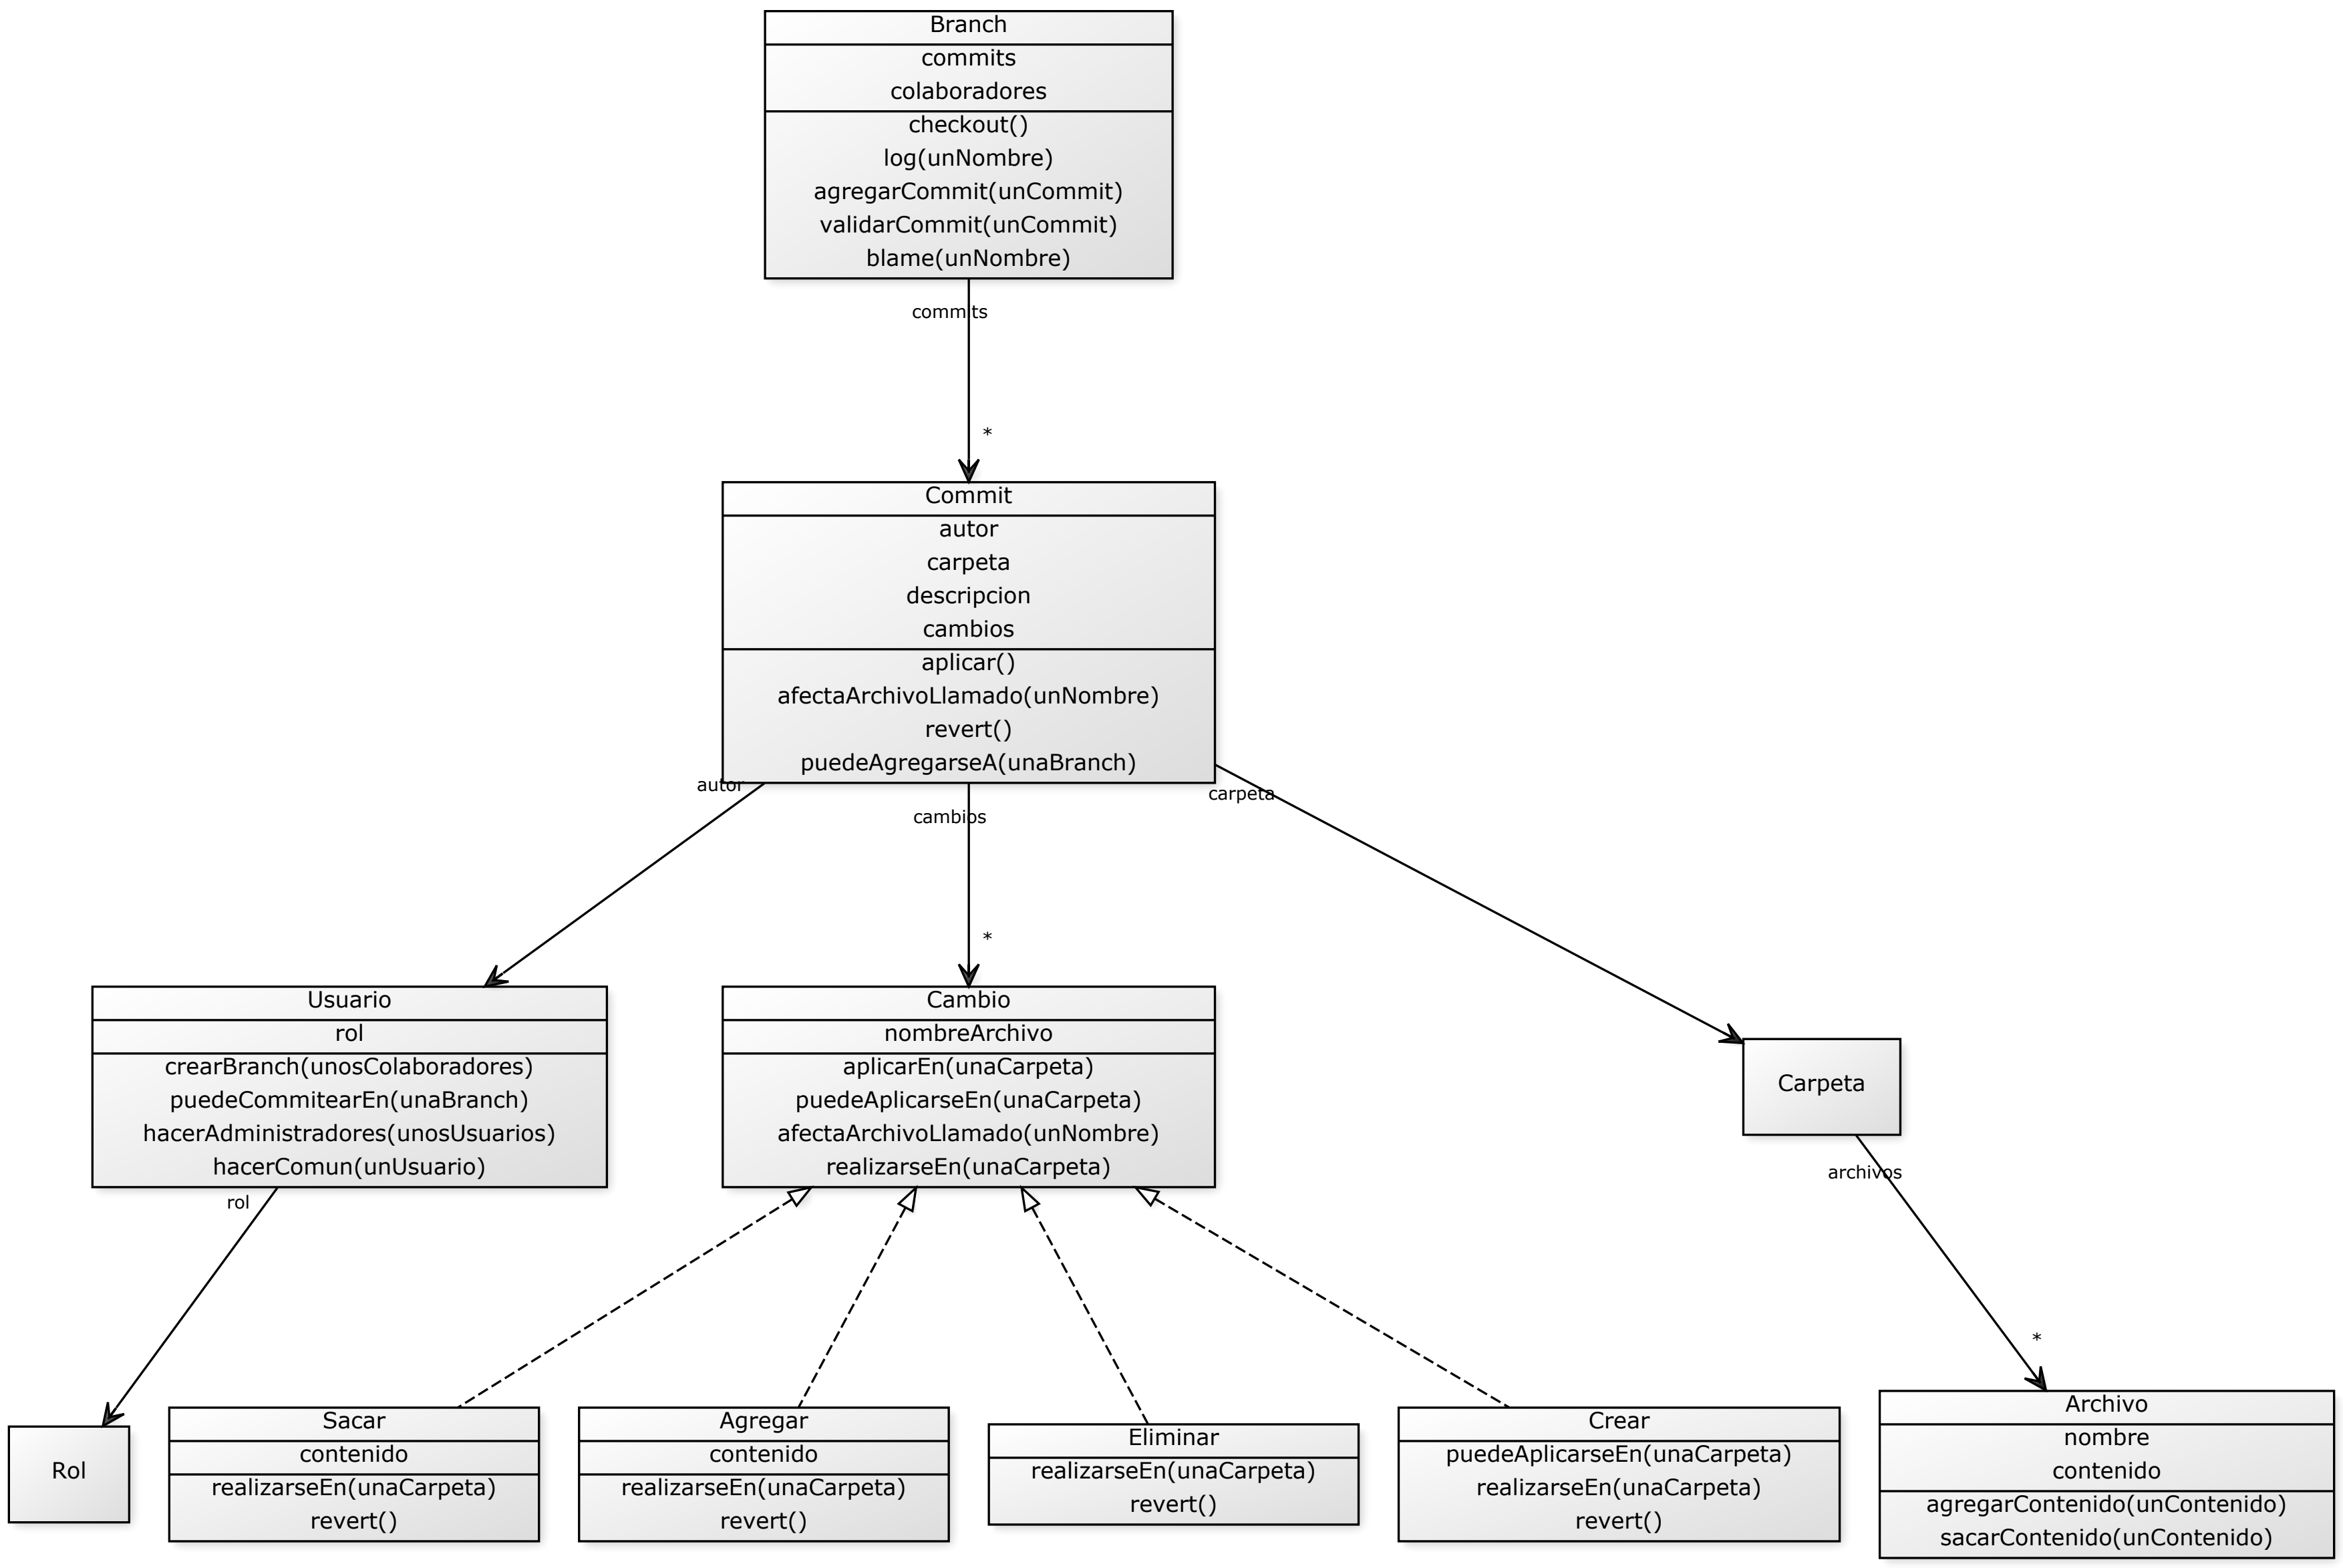 Branch
commits
colaboradores
checkout()
log(unNombre)
agregarCommit(unCommit)
validarCommit(unCommit)
blame(unNombre)
commits
*
Commit
autor
carpeta
descripcion
cambios
aplicar()
afectaArchivoLlamado(unNombre)
revert()
puedeAgregarseA(unaBranch)
autor
cambios
carpeta
*
Usuario
rol
crearBranch(unosColaboradores)
puedeCommitearEn(unaBranch)
hacerAdministradores(unosUsuarios)
hacerComun(unUsuario)
rol
Cambio
nombreArchivo
aplicarEn(unaCarpeta)
puedeAplicarseEn(unaCarpeta)
afectaArchivoLlamado(unNombre)
realizarseEn(unaCarpeta)
Carpeta
archivos
*
Rol
Sacar
contenido
realizarseEn(unaCarpeta)
revert()
Agregar
contenido
realizarseEn(unaCarpeta)
revert()
Eliminar
realizarseEn(unaCarpeta)
revert()
Crear
puedeAplicarseEn(unaCarpeta)
realizarseEn(unaCarpeta)
revert()
Archivo
nombre
contenido
agregarContenido(unContenido)
sacarContenido(unContenido)